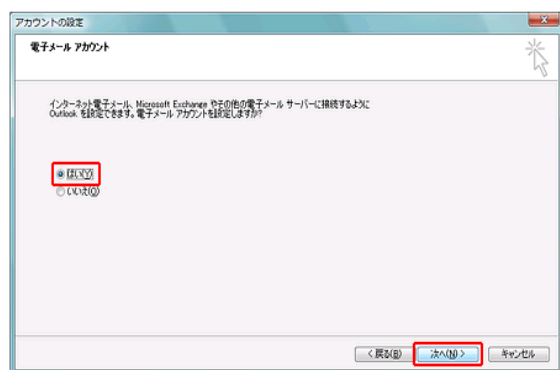 アカウントの設定
電子メール アカウント
インターネット電子メール、Microsoft Exchange やその他の電子メール サーバーに接続するように
Outlook を設定できます。電子メール アカウントを設定しますか?
はい(Y)
いいえ(O)
< 戻る(B)
次へ(N) >
キャンセル